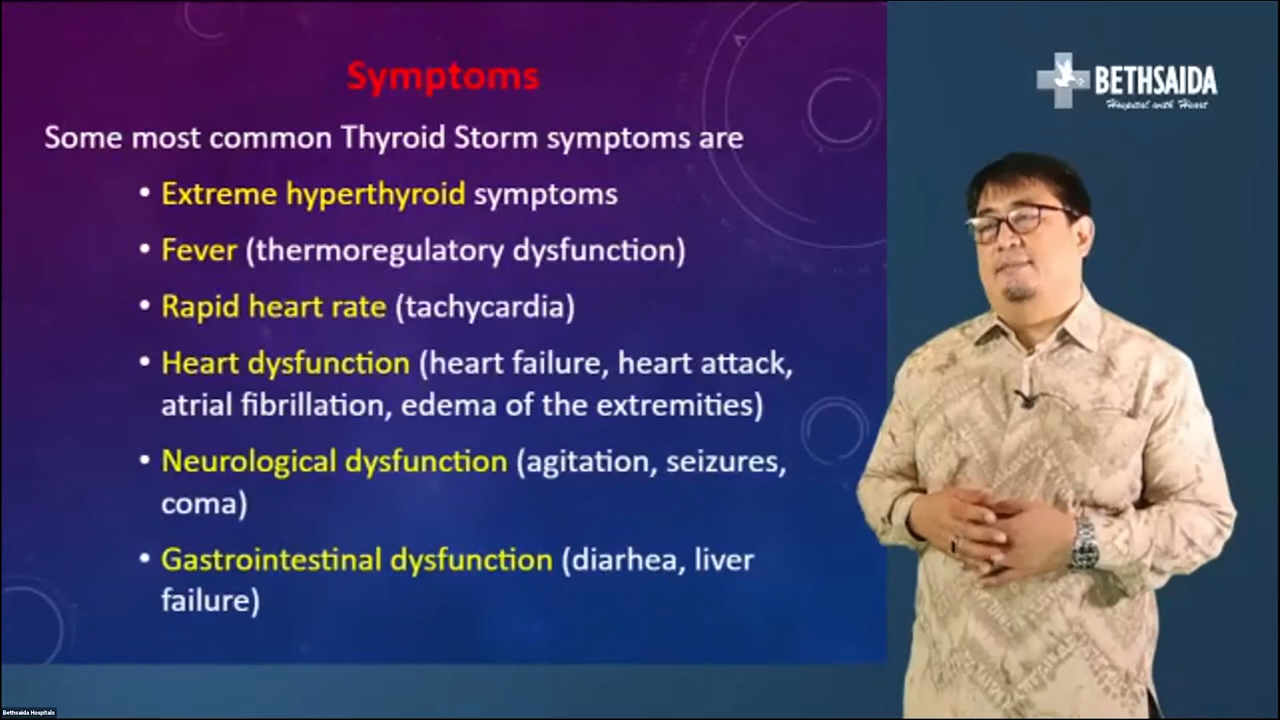 Symptoms
Some most common Thyroid Storm symptoms are
• Extreme hyperthyroid symptoms
• Fever (thermoregulatory dysfunction)
• Rapid heart rate (tachycardia)
• Heart dysfunction (heart failure, heart attack,
atrial fibrillation, edema of the extremities)
• Neurological dysfunction (agitation, seizures,
coma)
• Gastrointestinal dysfunction (diarhea, liver
failure)
BETHSAIDA
Hospital with Heart
Bethsaida Hospitals